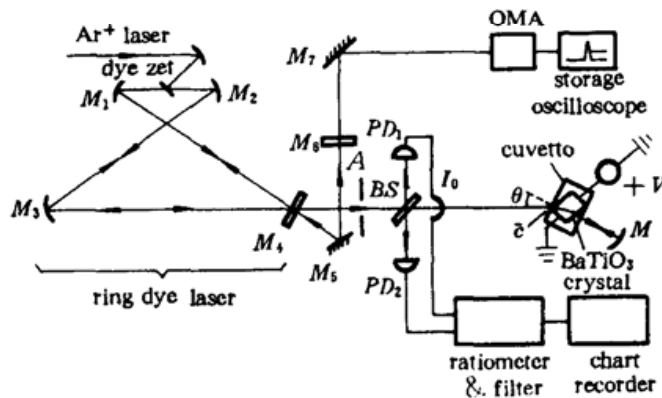 Ar⁺ laser
dye zet
M₁
M₂
M₃
M₄
M₅
ring dye laser
M₇
M₆
A
PD₁
BS
I₀
PD₂
OMA
storage
oscilloscope
cuvetto
+ V
θr
c̄
M
BaTiO₃
crystal
ratiometer
& filter
chart
recorder